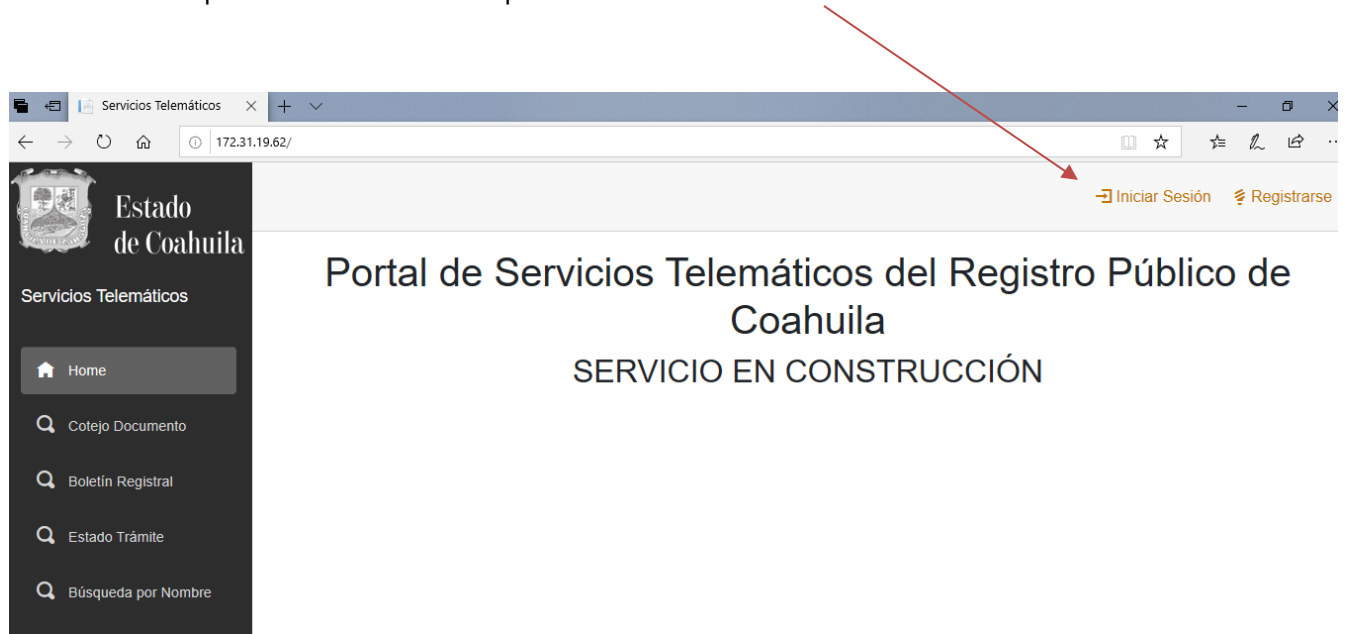 Servicios Telemáticos
172.31.19.62/
Estado
de Coahuila
Iniciar Sesión Registrarse
Portal de Servicios Telemáticos del Registro Público de
Coahuila
SERVICIO EN CONSTRUCCIÓN
Servicios Telemáticos
Home
Cotejo Documento
Boletín Registral
Estado Trámite
Búsqueda por Nombre